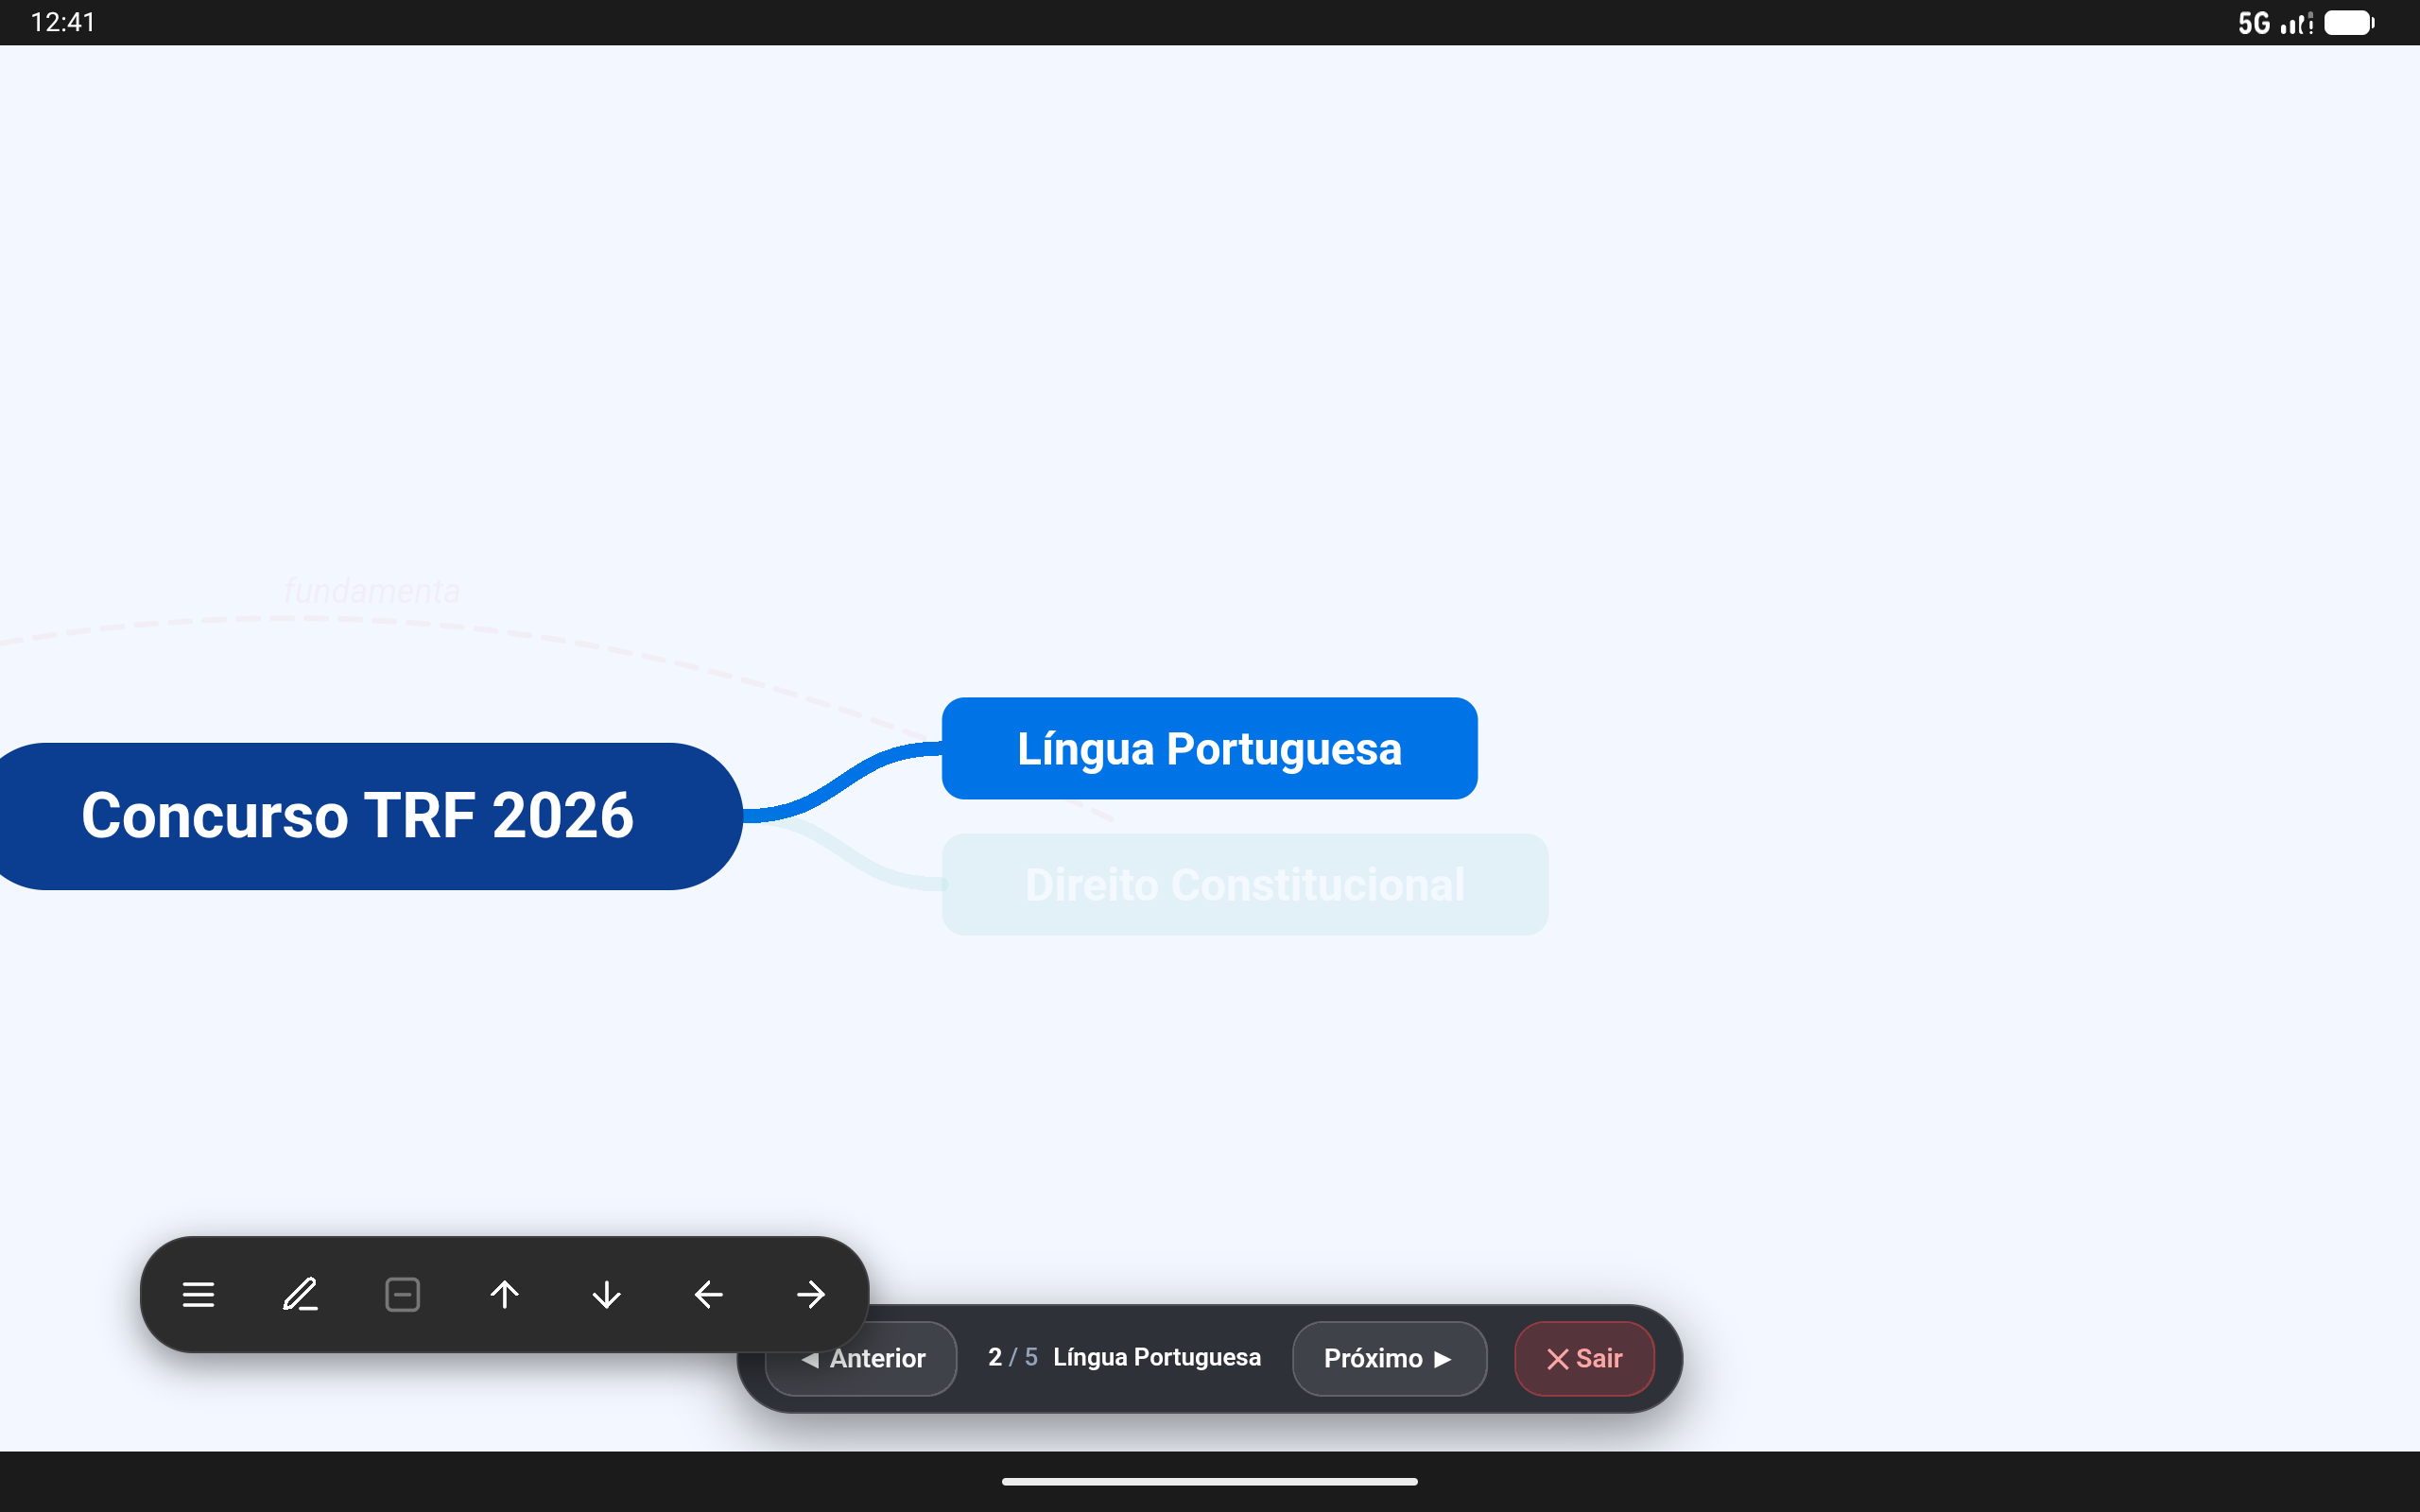 12:41
5G
fundamenta
Língua Portuguesa
Concurso TRF 2026
Direito Constitucional
◀ Anterior
2 / 5 Língua Portuguesa
Próximo ▶
Sair